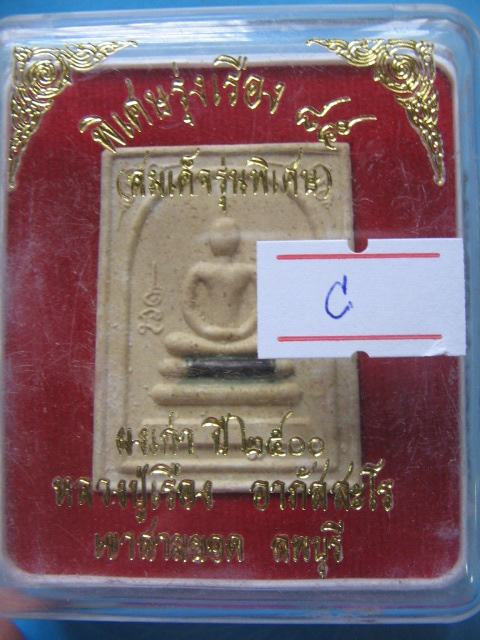 พิเศษรุ่งเรือง ๕๕
(สมเด็จรุ่นพิเศษ)
C
ผงเก่า ปี ๒๕๐๐
หลวงปู่เรื่อง อาภัสสะโร
เขาสามยอด ลพบุรี